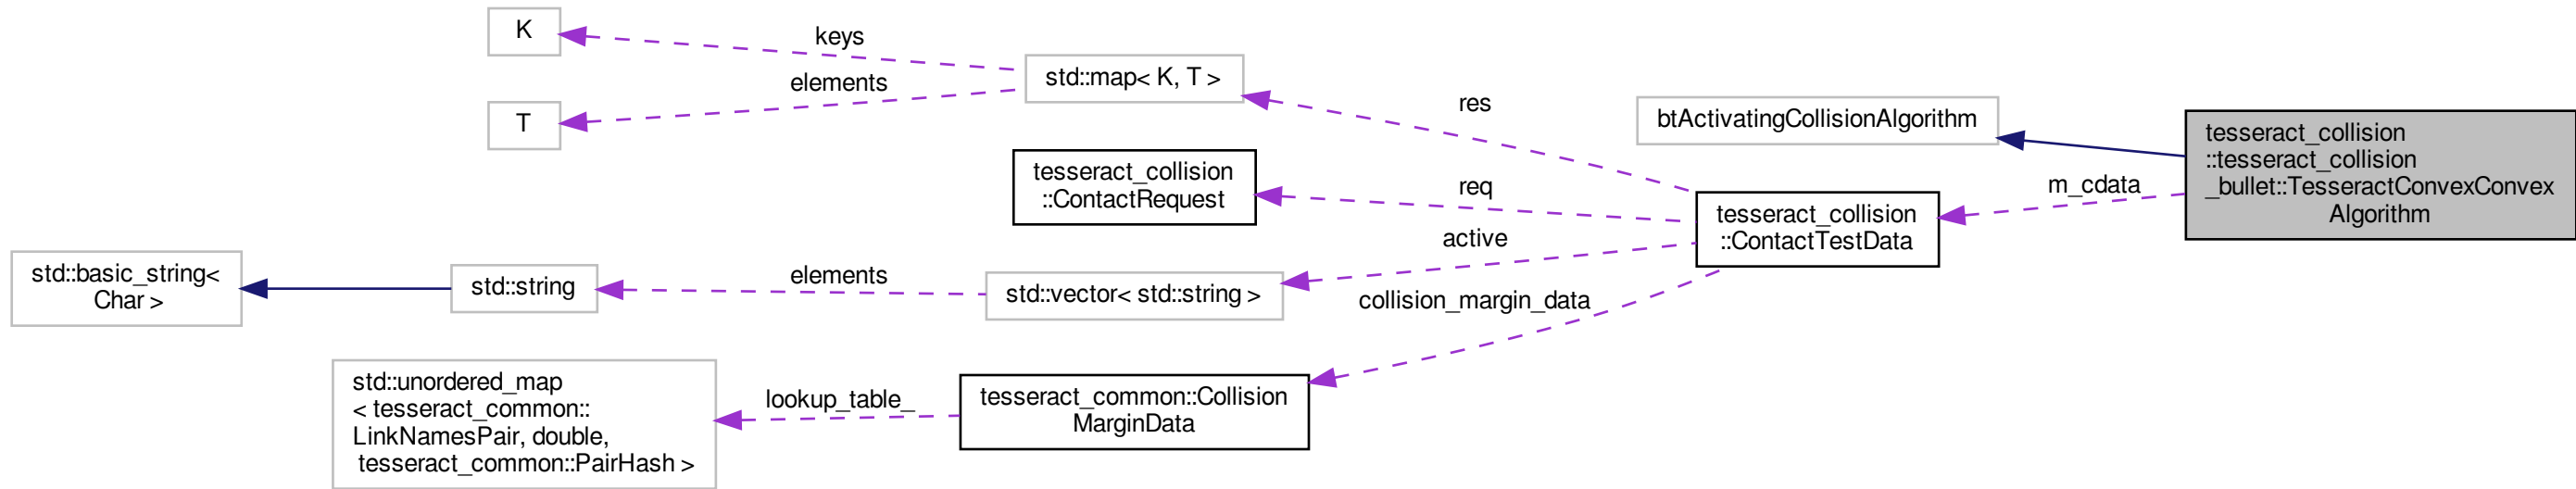 K
keys
std::map< K, T >
elements
T
res
btActivatingCollisionAlgorithm
tesseract_collision
::tesseract_collision
_bullet::TesseractConvexConvex
Algorithm
m_cdata
tesseract_collision
::ContactRequest
req
tesseract_collision
::ContactTestData
active
std::basic_string<
Char >
std::string
elements
std::vector< std::string >
collision_margin_data
std::unordered_map
< tesseract_common::
LinkNamesPair, double,
tesseract_common::PairHash >
lookup_table_
tesseract_common::Collision
MarginData